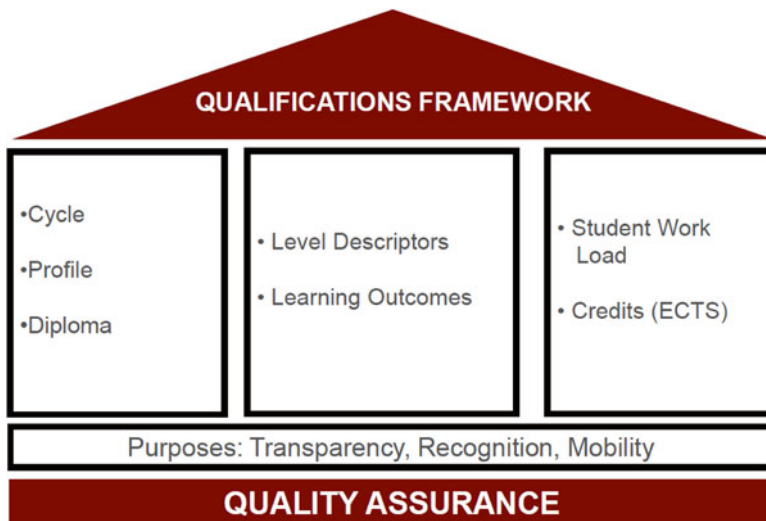 QUALIFICATIONS FRAMEWORK
•Cycle
•Profile
•Diploma
• Level Descriptors
• Learning Outcomes
• Student Work
Load
• Credits (ECTS)
Purposes: Transparency, Recognition, Mobility
QUALITY ASSURANCE